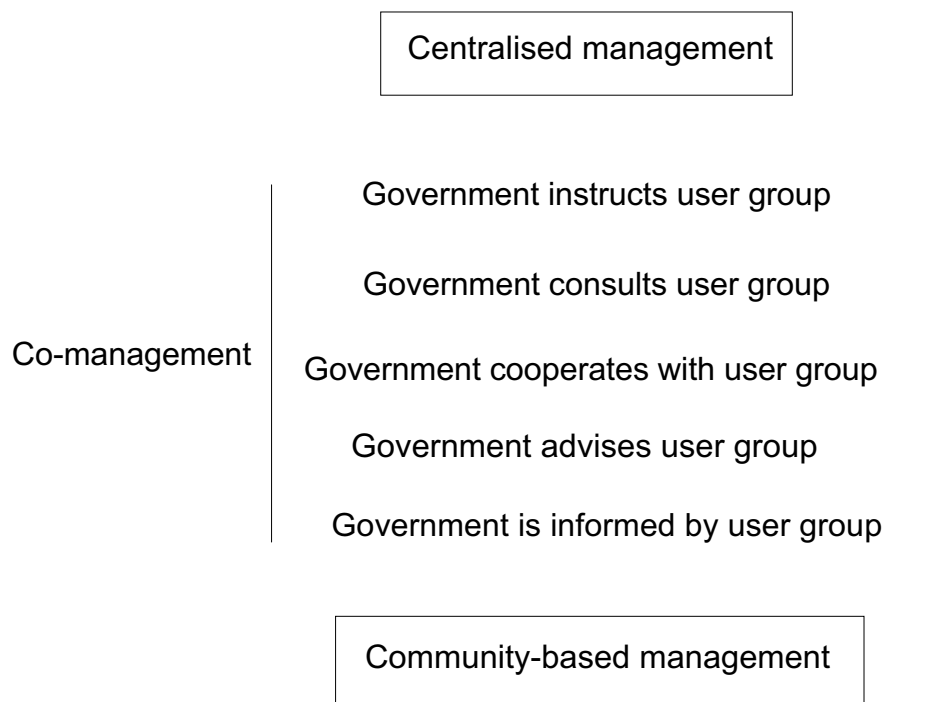 Centralised management
Government instructs user group
Government consults user group
Co-management
Government cooperates with user group
Government advises user group
Government is informed by user group
Community-based management